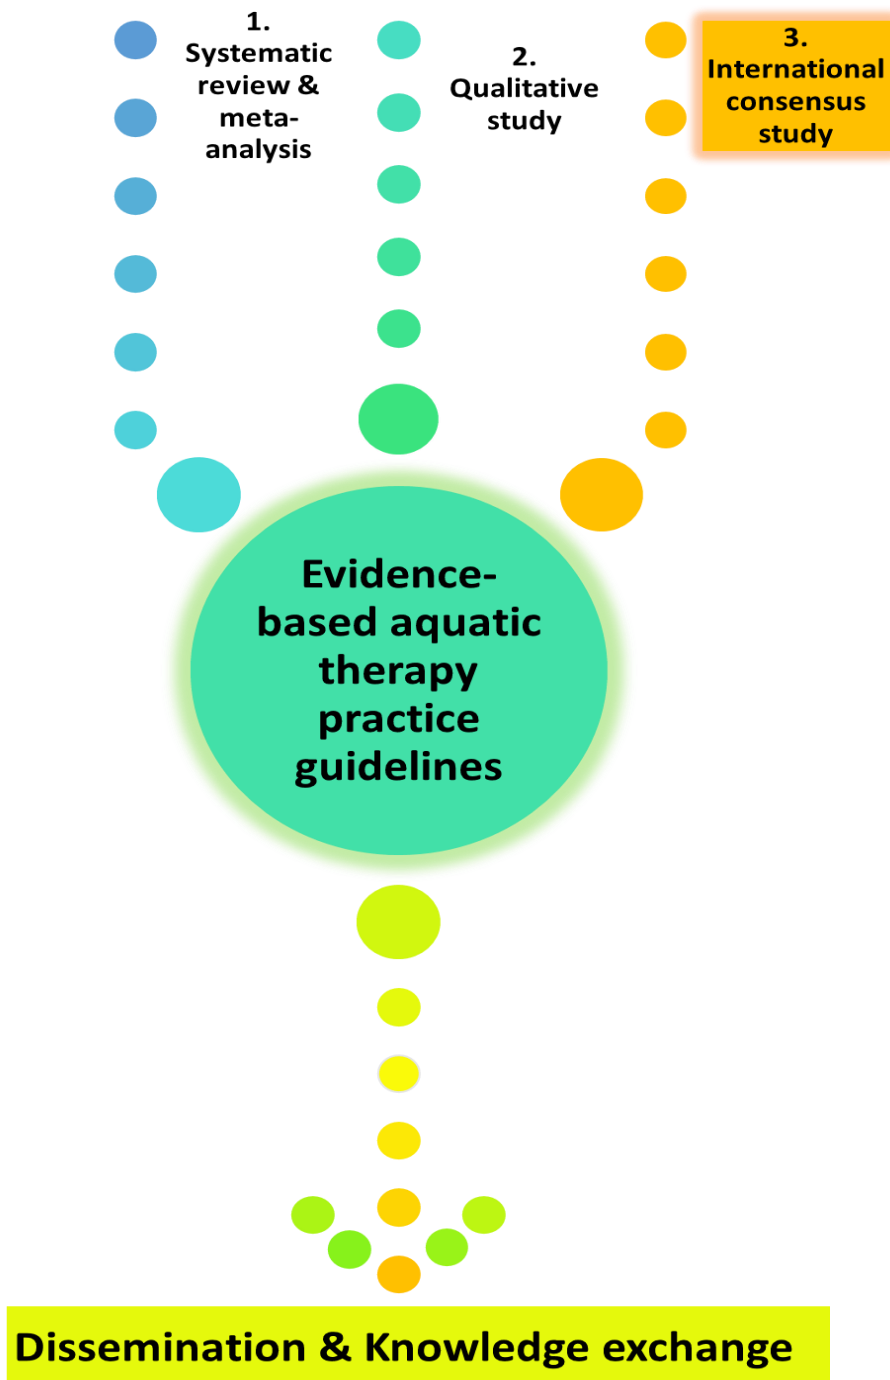 1.
Systematic
review &
meta-
analysis
2.
Qualitative
study
3.
International
consensus
study
Evidence-
based aquatic
therapy
practice
guidelines
Dissemination & Knowledge exchange